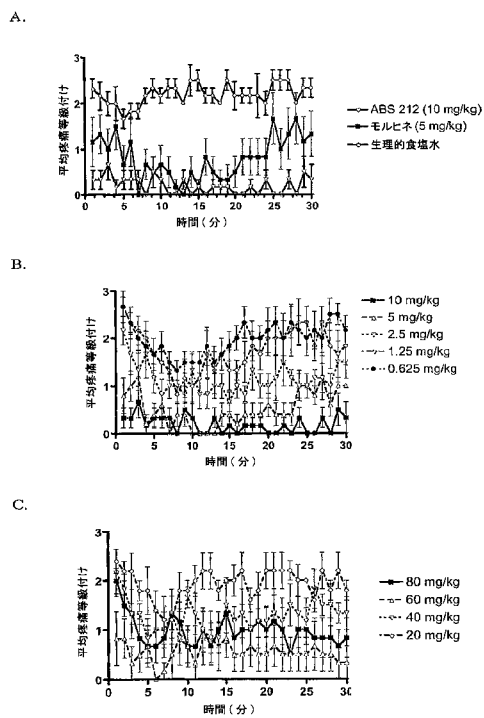 A.
3
2
1
0
平均疼痛等級付け
0 5 10 15 20 25 30
時間(分)
ABS 212 (10 mg/kg)
モルヒネ (5 mg/kg)
生理的食塩水
B.
3
2
1
0
平均疼痛等級付け
0 5 10 15 20 25 30
時間(分)
10 mg/kg
5 mg/kg
2.5 mg/kg
1.25 mg/kg
0.625 mg/kg
C.
3
2
1
0
平均疼痛等級付け
0 5 10 15 20 25 30
時間(分)
80 mg/kg
60 mg/kg
40 mg/kg
20 mg/kg